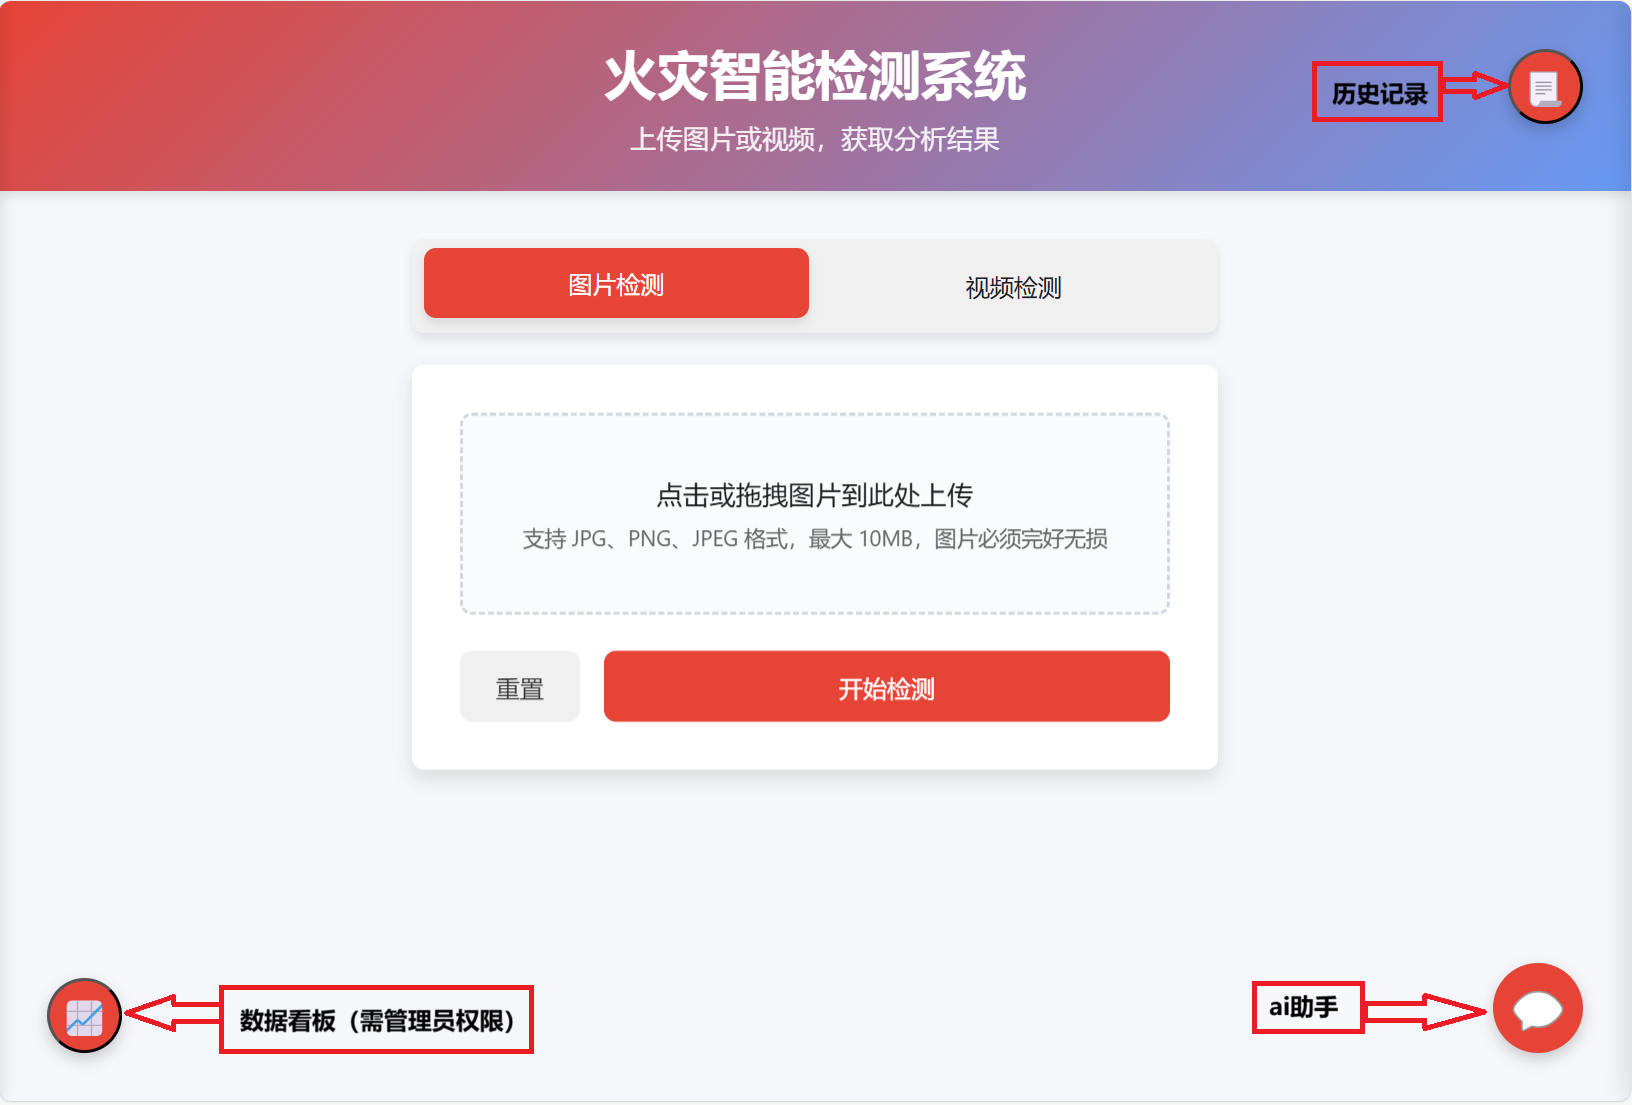 火灾智能检测系统
上传图片或视频，获取分析结果
历史记录
图片检测
视频检测
点击或拖拽图片到此处上传
支持 JPG、PNG、JPEG 格式，最大 10MB，图片必须完好无损
重置
开始检测
数据看板（需管理员权限）
ai助手